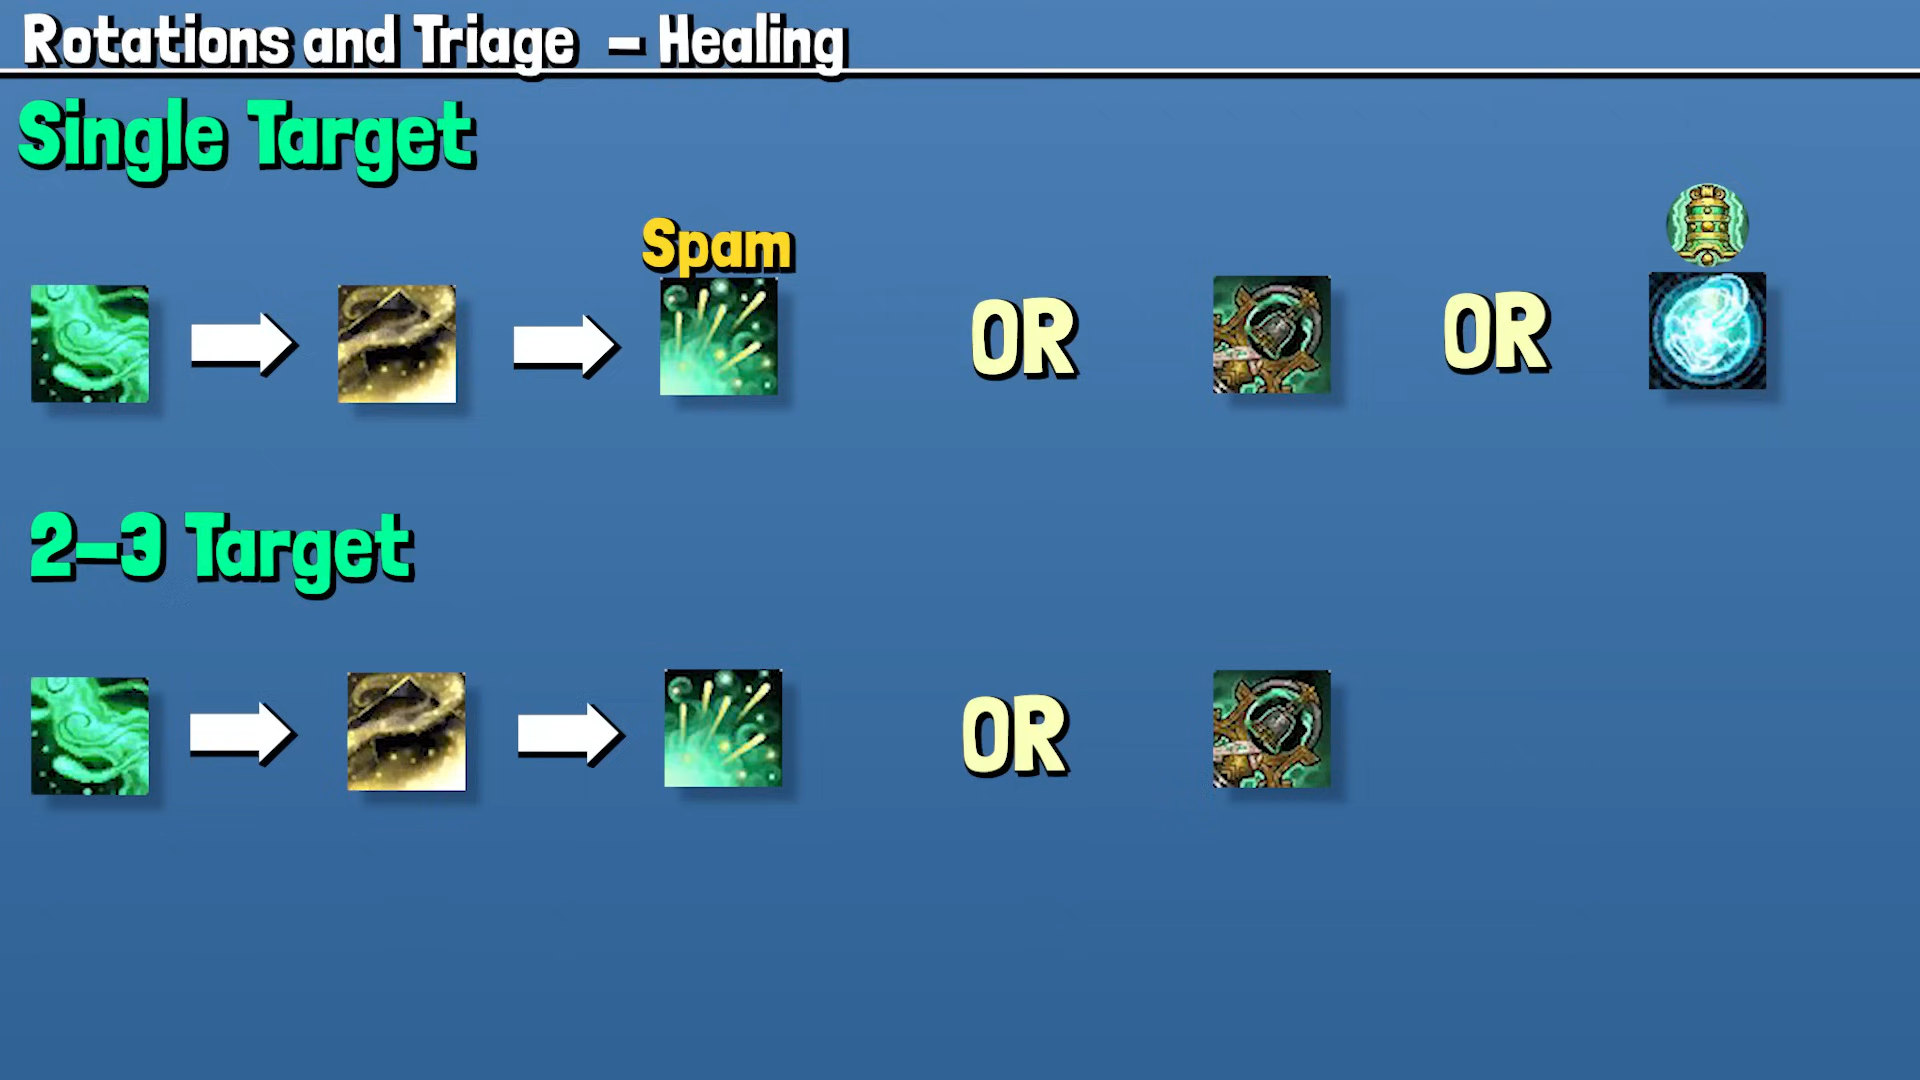 Rotations and Triage – Healing
Single Target
Spam
OR
OR
2-3 Target
OR